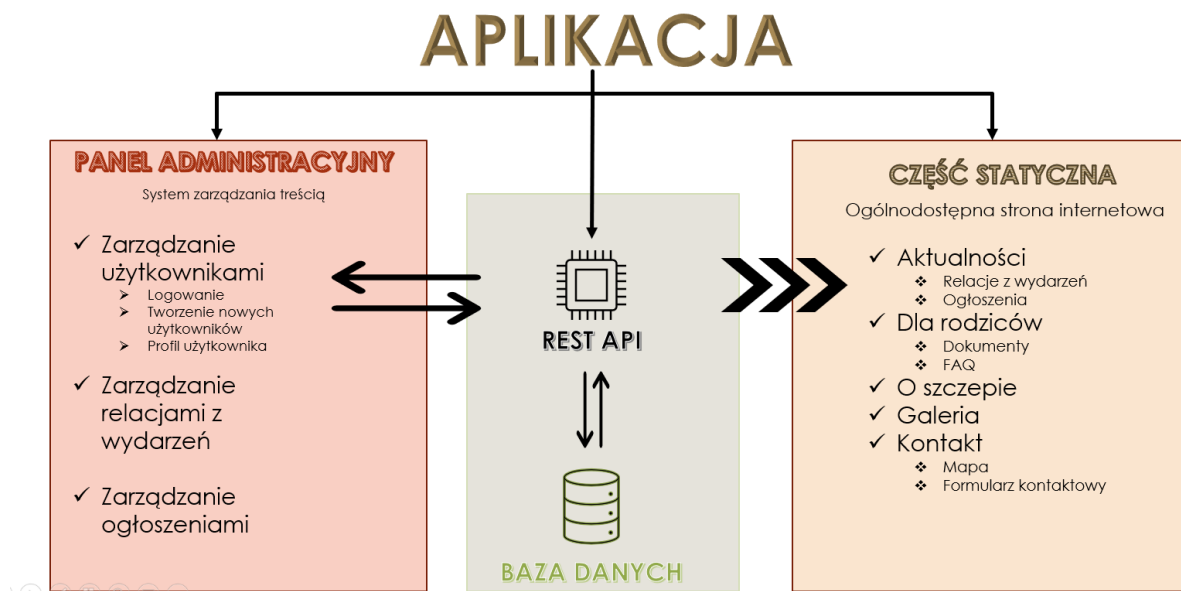 APLIKACJA
PANEL ADMINISTRACYJNY
System zarządzania treścią
Zarządzanie
użytkownikami
Logowanie
Tworzenie nowych
użytkowników
Profil użytkownika
Zarządzanie
relacjami z
wydarzeń
Zarządzanie
ogłoszeniami
REST API
BAZA DANYCH
CZĘŚĆ STATYCZNA
Ogólnodostępna strona internetowa
Aktualności
Relacje z wydarzeń
Ogłoszenia
Dla rodziców
Dokumenty
FAQ
O szczepie
Galeria
Kontakt
Mapa
Formularz kontaktowy